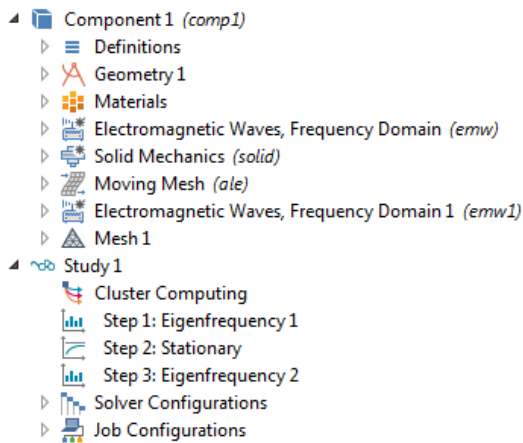 Component 1 (comp1)
Definitions
Geometry 1
Materials
Electromagnetic Waves, Frequency Domain (emw)
Solid Mechanics (solid)
Moving Mesh (ale)
Electromagnetic Waves, Frequency Domain 1 (emw1)
Mesh 1
Study 1
Cluster Computing
Step 1: Eigenfrequency 1
Step 2: Stationary
Step 3: Eigenfrequency 2
Solver Configurations
Job Configurations